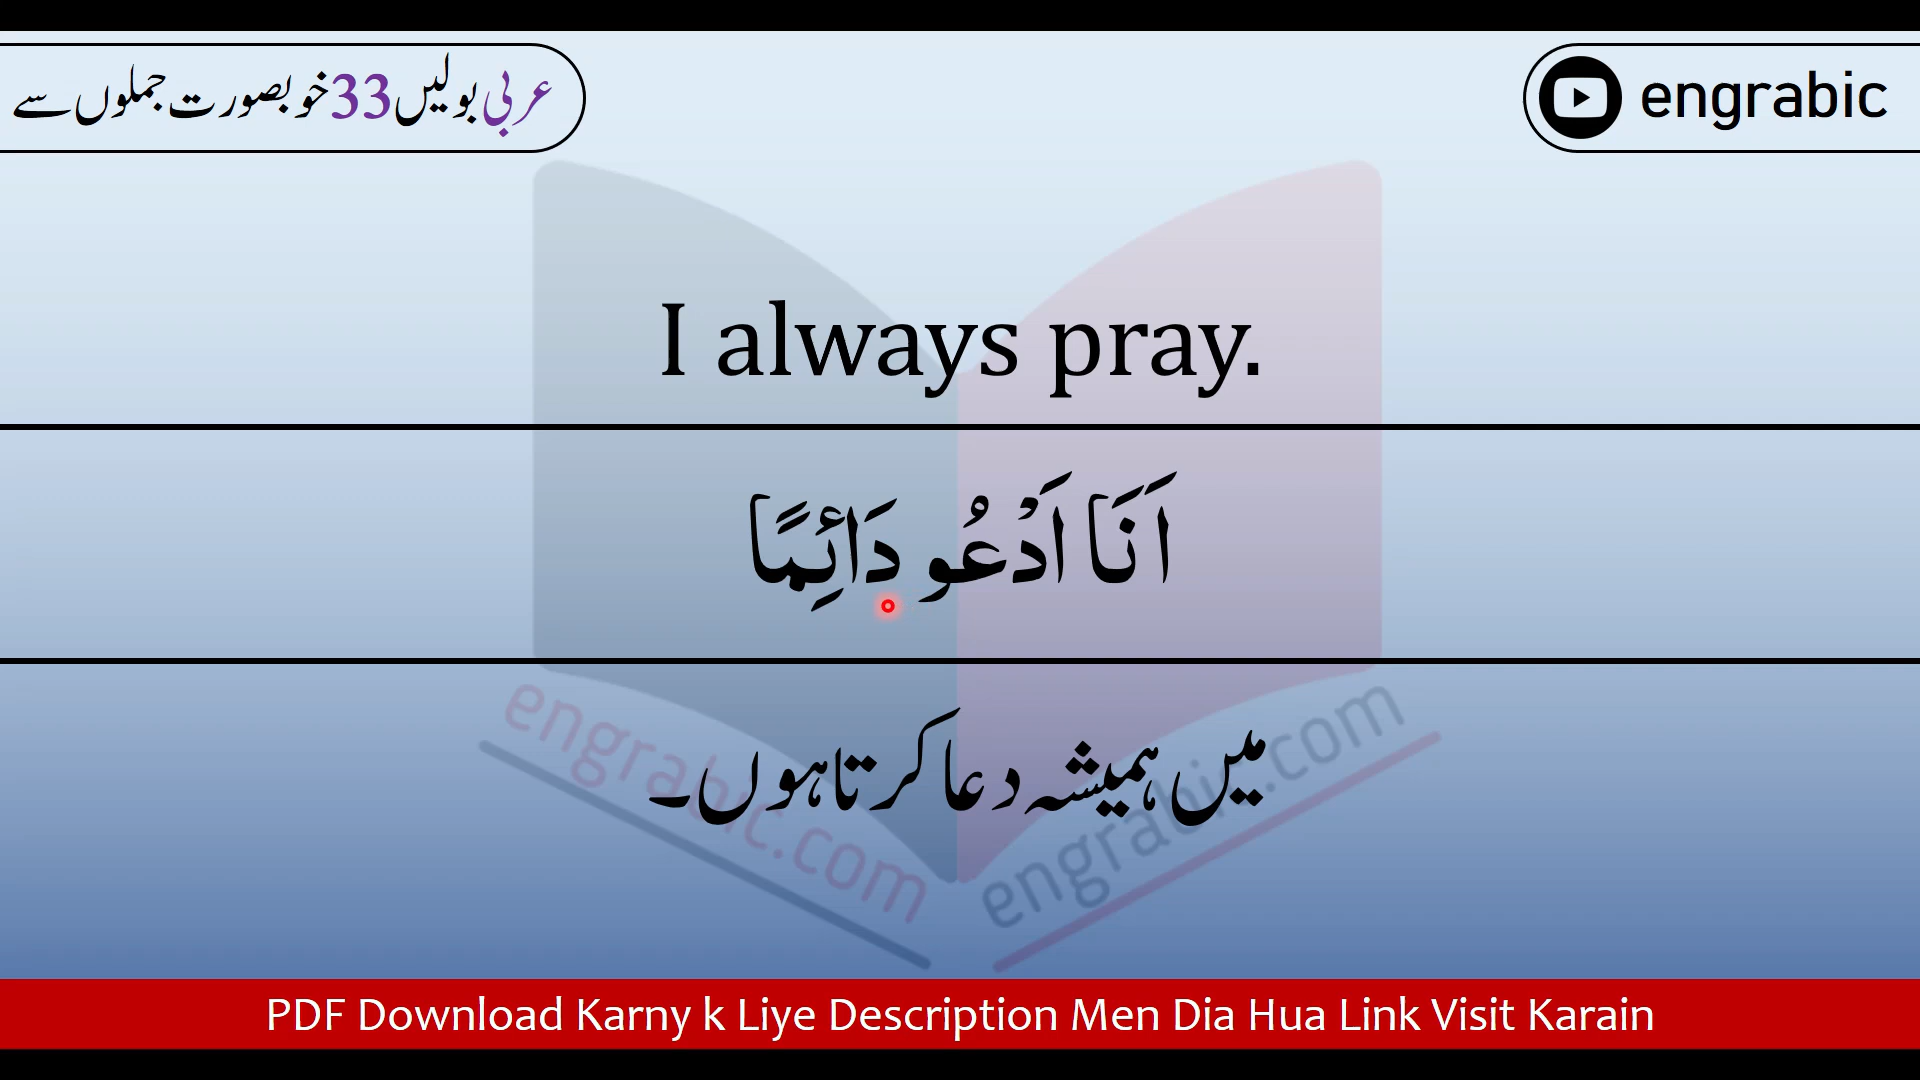 عربی بولیں 33 خوبصورت جملوں سے
engrabic
I always pray.
اَنَا اَدْعُو دَائِمًا
میں ہمیشہ دعا کرتا ہوں۔
engrabic.com
engrabic.com
PDF Download Karny k Liye Description Men Dia Hua Link Visit Karain